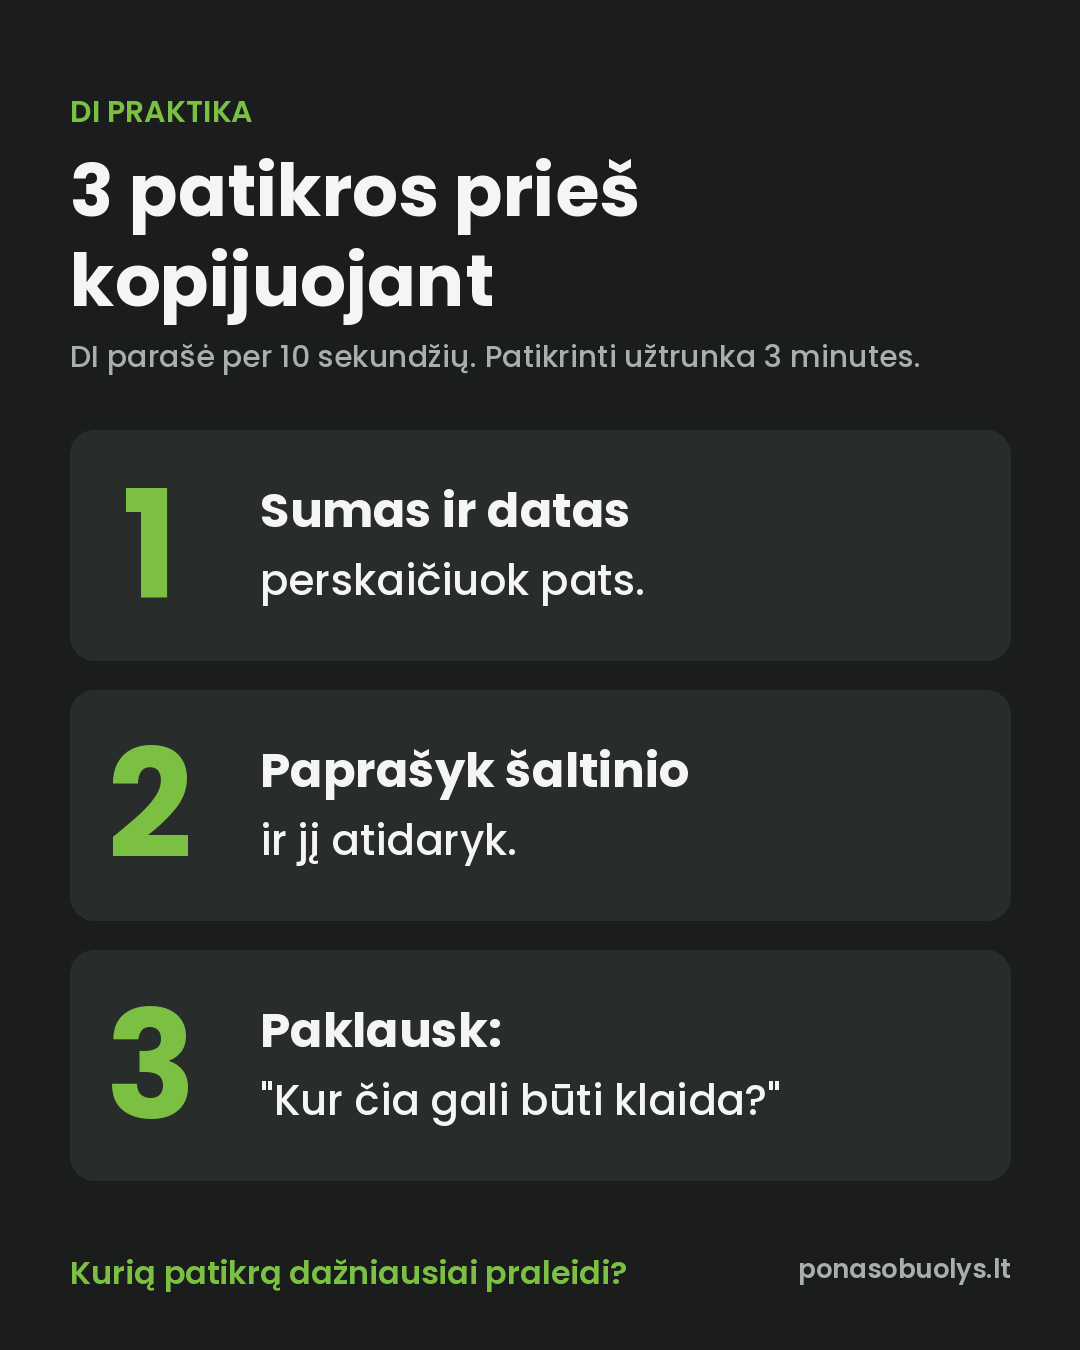 DI PRAKTIKA
3 patikros prieš
kopijuojant
DI parašė per 10 sekundžių. Patikrinti užtrunka 3 minutes.
1
Sumas ir datas
perskaičiuok pats.
2
Paprašyk šaltinio
ir jį atidaryk.
3
Paklausk:
"Kur čia gali būti klaida?"
Kurią patikrą dažniausiai praleidi?
ponasobuolys.lt